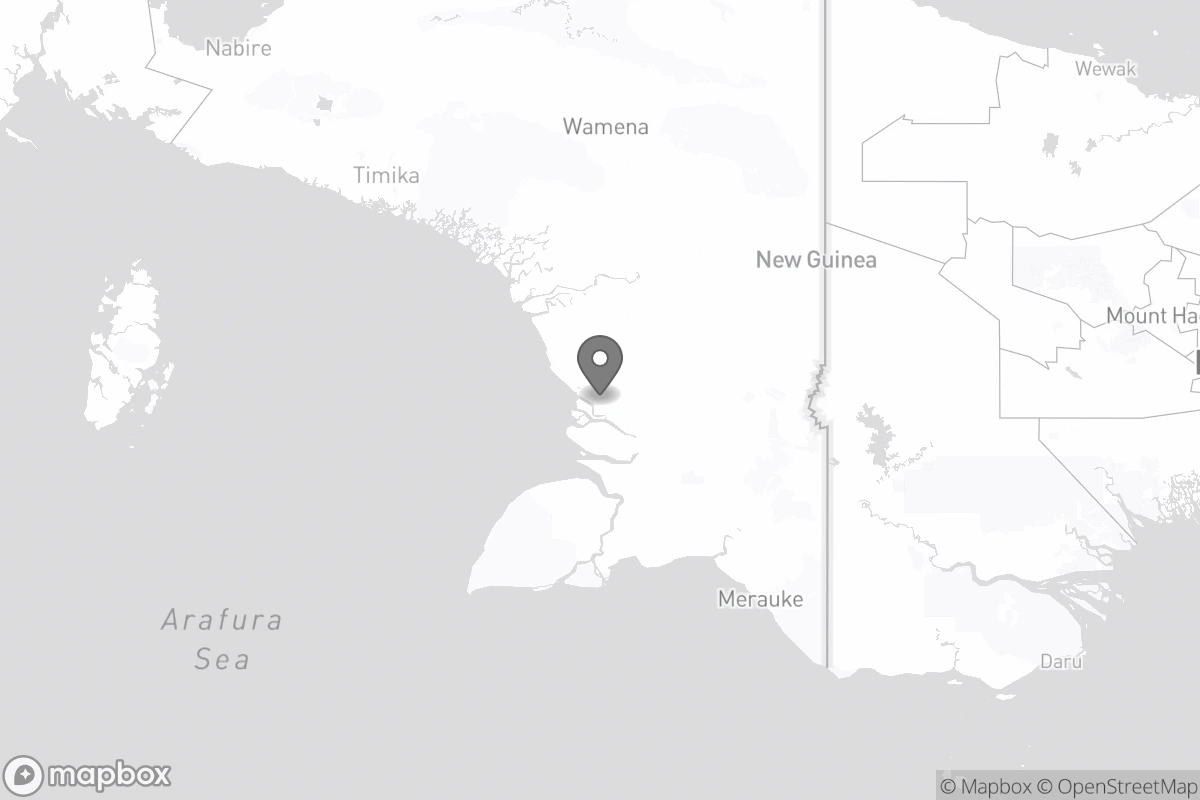 Nabire
Wewak
Wamena
Timika
New Guinea
Mount Ha
Arafura
Sea
Merauke
Daru
mapbox
© Mapbox © OpenStreetMap